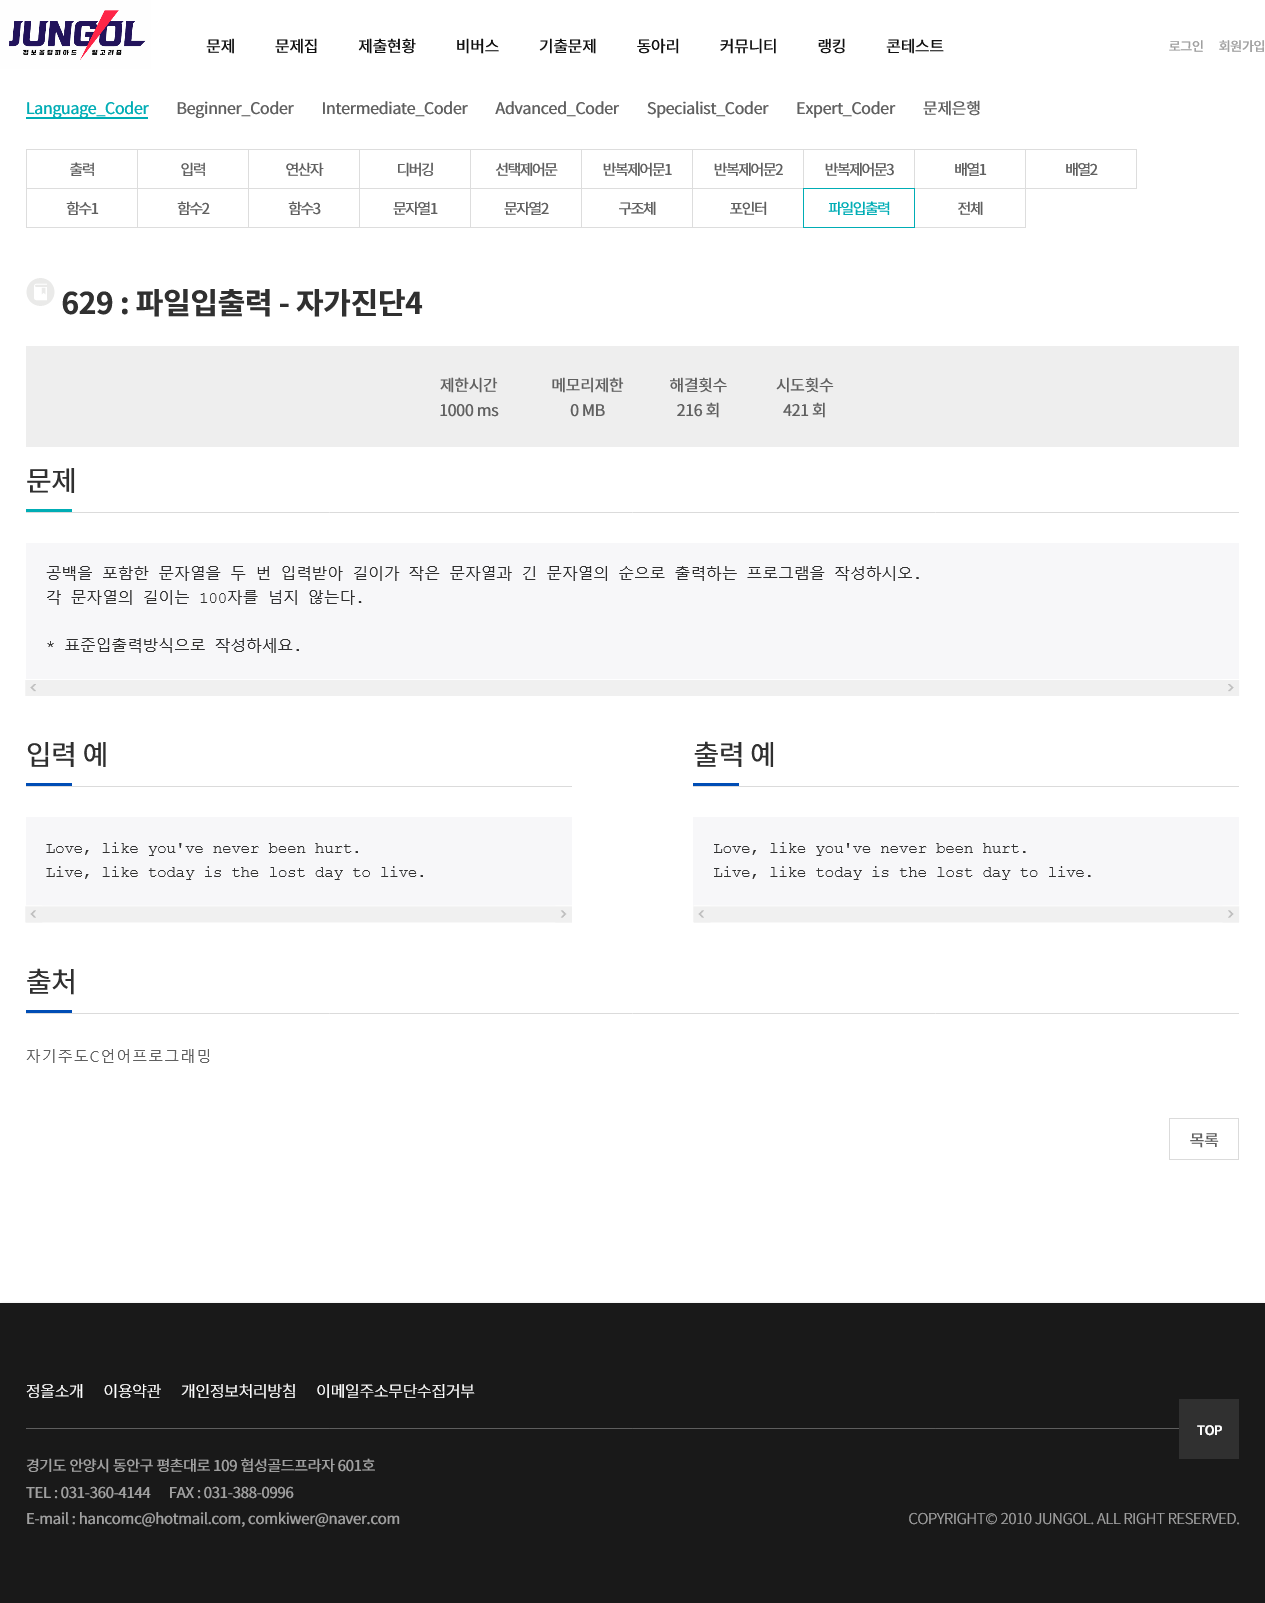 JUNGOL
정보올림피아드 알고리즘
문제 문제집 제출현황 비버스 기출문제 동아리 커뮤니티 랭킹 콘테스트 로그인 회원가입
Language_Coder Beginner_Coder Intermediate_Coder Advanced_Coder Specialist_Coder Expert_Coder 문제은행
출력 입력 연산자 디버깅 선택제어문 반복제어문1 반복제어문2 반복제어문3 배열1 배열2
함수1 함수2 함수3 문자열1 문자열2 구조체 포인터 파일입출력 전체
629 : 파일입출력 - 자가진단4
제한시간 메모리제한 해결횟수 시도횟수
1000 ms 0 MB 216 회 421 회
문제
공백을 포함한 문자열을 두 번 입력받아 길이가 작은 문자열과 긴 문자열의 순으로 출력하는 프로그램을 작성하시오.
각 문자열의 길이는 100자를 넘지 않는다.
* 표준입출력방식으로 작성하세요.
입력 예
Love, like you've never been hurt.
Live, like today is the lost day to live.
출력 예
Love, like you've never been hurt.
Live, like today is the lost day to live.
출처
자기주도C언어프로그래밍
목록
정올소개 이용약관 개인정보처리방침 이메일주소무단수집거부
TOP
경기도 안양시 동안구 평촌대로 109 협성골드프라자 601호
TEL : 031-360-4144 FAX : 031-388-0996
E-mail : hancomc@hotmail.com, comkiwer@naver.com
COPYRIGHT© 2010 JUNGOL. ALL RIGHT RESERVED.